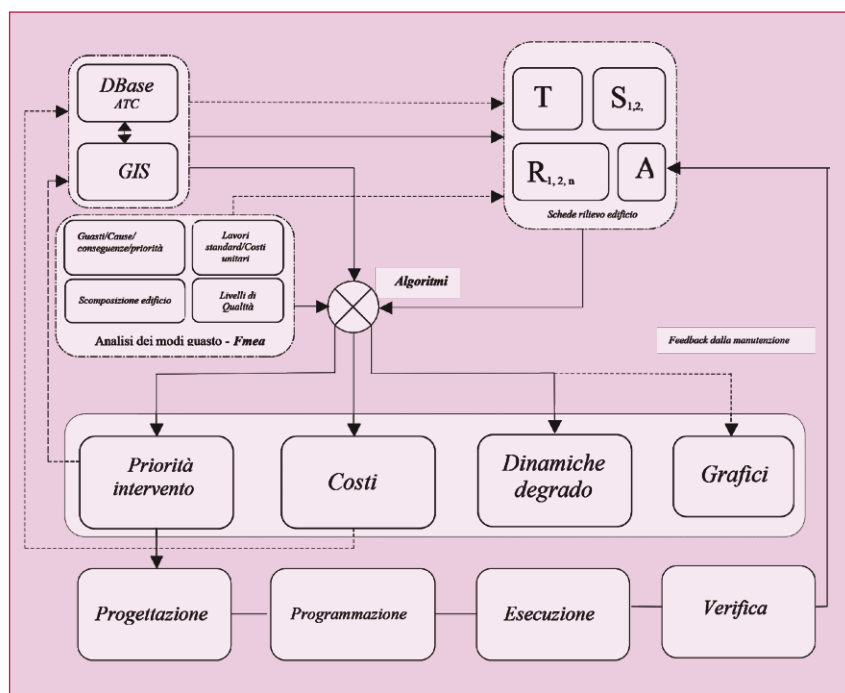 DBase
ATC
GIS
T
S1,2,
R1, 2, n
A
Schede rilievo edificio
Guasti/Cause/
conseguenze/priorità
Lavori
standard/Costi
unitari
Scomposizione edificio
Livelli di
Qualità
Analisi dei modi guasto - Fmea
Algoritmi
Feedback dalla manutenzione
Priorità
intervento
Costi
Dinamiche
degrado
Grafici
Progettazione
Programmazione
Esecuzione
Verifica